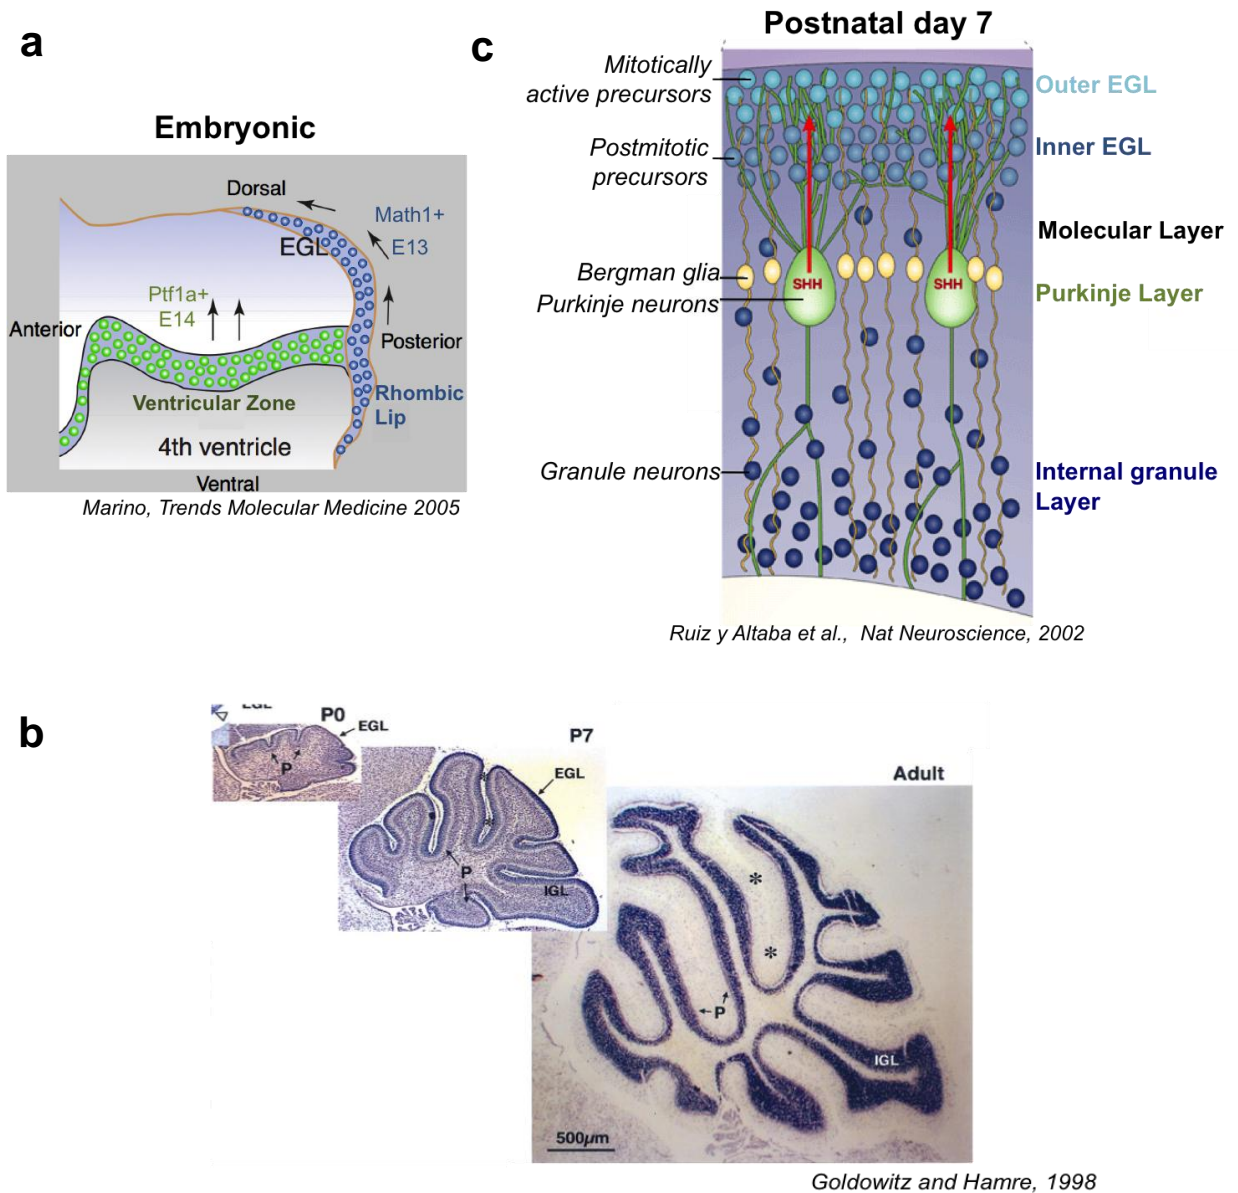 a
Embryonic
Dorsal
Math1+
E13
EGL
Ptf1a+
E14
Anterior
Posterior
Ventricular Zone
Rhombic
Lip
4th ventricle
Ventral
Marino, Trends Molecular Medicine 2005
c
Postnatal day 7
Mitotically
active precursors
Outer EGL
Postmitotic
precursors
Inner EGL
Molecular Layer
Bergman glia
Purkinje neurons
SHH
SHH
Purkinje Layer
Granule neurons
Internal granule
Layer
Ruiz y Altaba et al., Nat Neuroscience, 2002
b
EGL
P0
EGL
P
P7
EGL
*
*
P
IGL
Adult
*
*
P
IGL
500μm
Goldowitz and Hamre, 1998